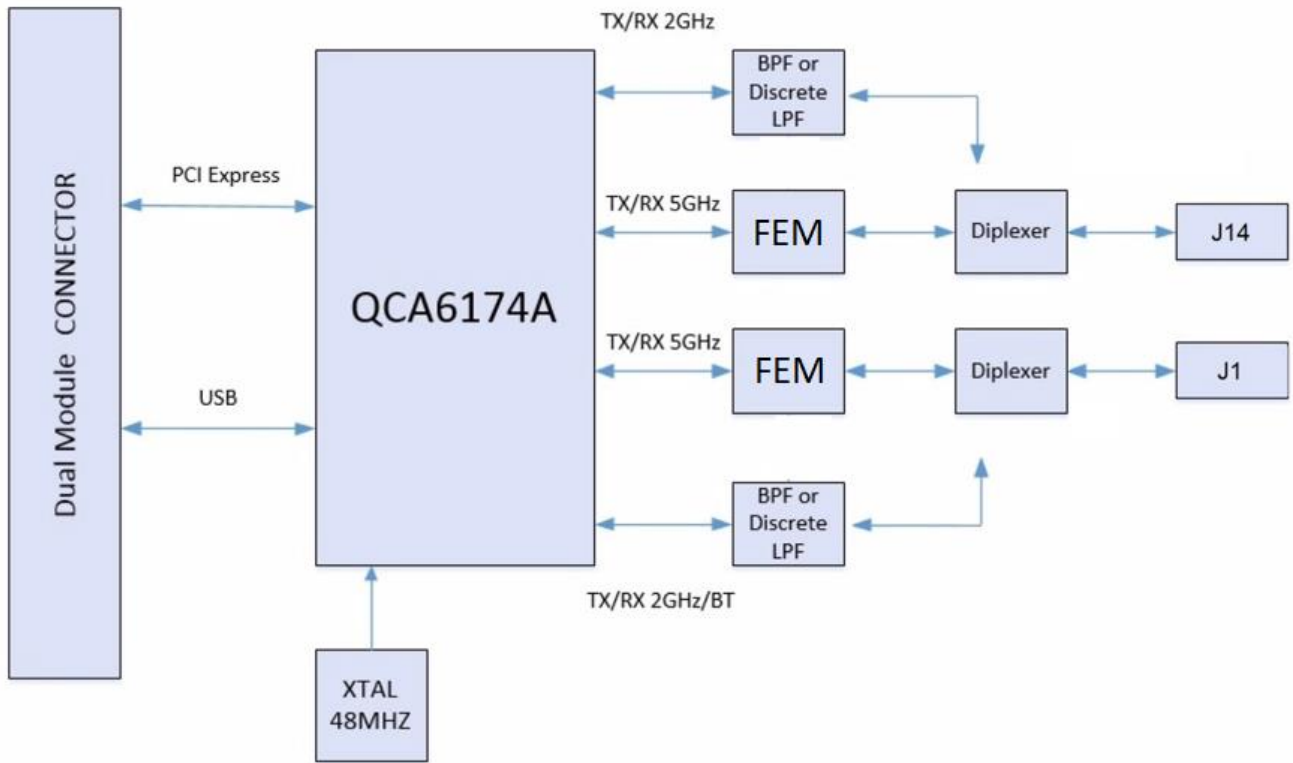 TX/RX 2GHz
BPF or
Discrete
LPF
PCI Express
TX/RX 5GHz
FEM
Diplexer
J14
Dual Module CONNECTOR
QCA6174A
TX/RX 5GHz
FEM
Diplexer
J1
USB
BPF or
Discrete
LPF
TX/RX 2GHz/BT
XTAL
48MHZ